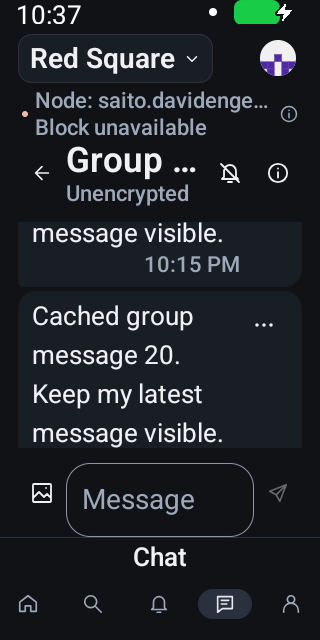 10:37
Red Square
Node: saito.davidenge...
Block unavailable
Group ...
Unencrypted
message visible.
10:15 PM
Cached group
message 20.
Keep my latest
message visible.
Message
Chat